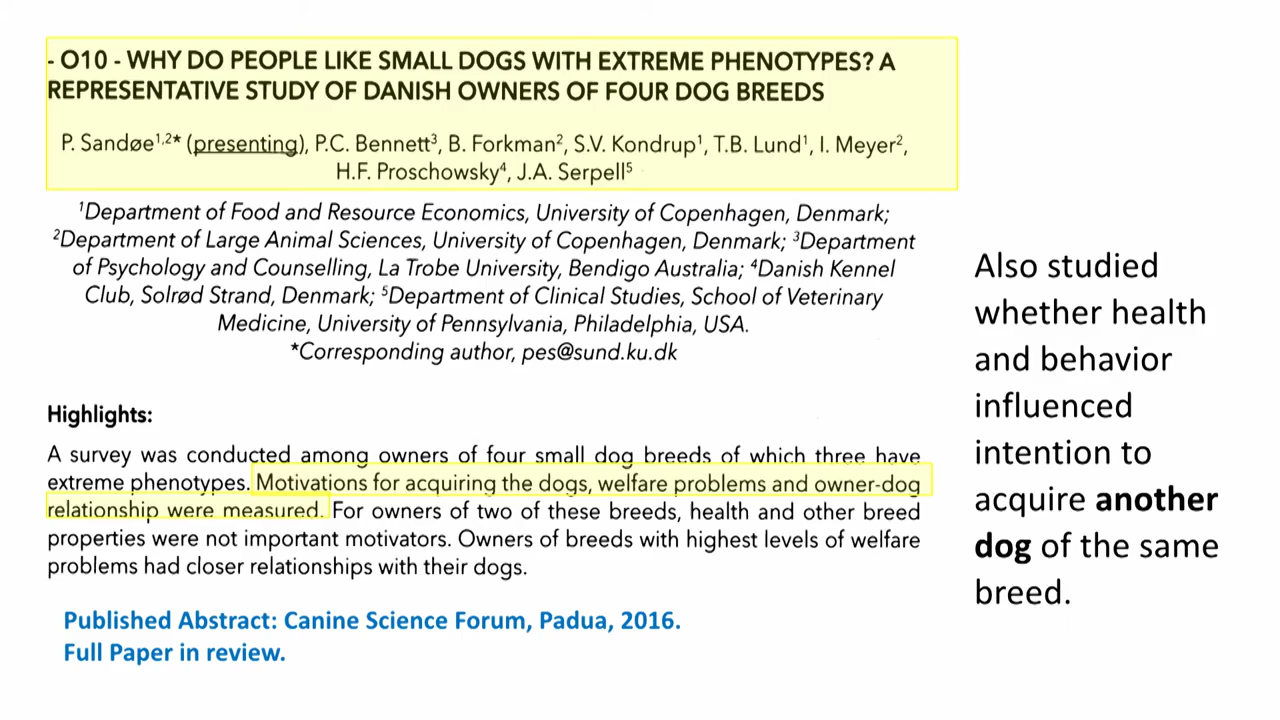 - O10 - WHY DO PEOPLE LIKE SMALL DOGS WITH EXTREME PHENOTYPES? A
REPRESENTATIVE STUDY OF DANISH OWNERS OF FOUR DOG BREEDS
P. Sandøe¹,²* (presenting), P.C. Bennett³, B. Forkman², S.V. Kondrup¹, T.B. Lund¹, I. Meyer²,
H.F. Proschowsky⁴, J.A. Serpell⁵
¹Department of Food and Resource Economics, University of Copenhagen, Denmark;
²Department of Large Animal Sciences, University of Copenhagen, Denmark; ³Department
of Psychology and Counselling, La Trobe University, Bendigo Australia; ⁴Danish Kennel
Club, Solrød Strand, Denmark; ⁵Department of Clinical Studies, School of Veterinary
Medicine, University of Pennsylvania, Philadelphia, USA.
*Corresponding author, pes@sund.ku.dk
Highlights:
A survey was conducted among owners of four small dog breeds of which three have
extreme phenotypes. Motivations for acquiring the dogs, welfare problems and owner-dog
relationship were measured. For owners of two of these breeds, health and other breed
properties were not important motivators. Owners of breeds with highest levels of welfare
problems had closer relationships with their dogs.
Published Abstract: Canine Science Forum, Padua, 2016.
Full Paper in review.
Also studied
whether health
and behavior
influenced
intention to
acquire another
dog of the same
breed.